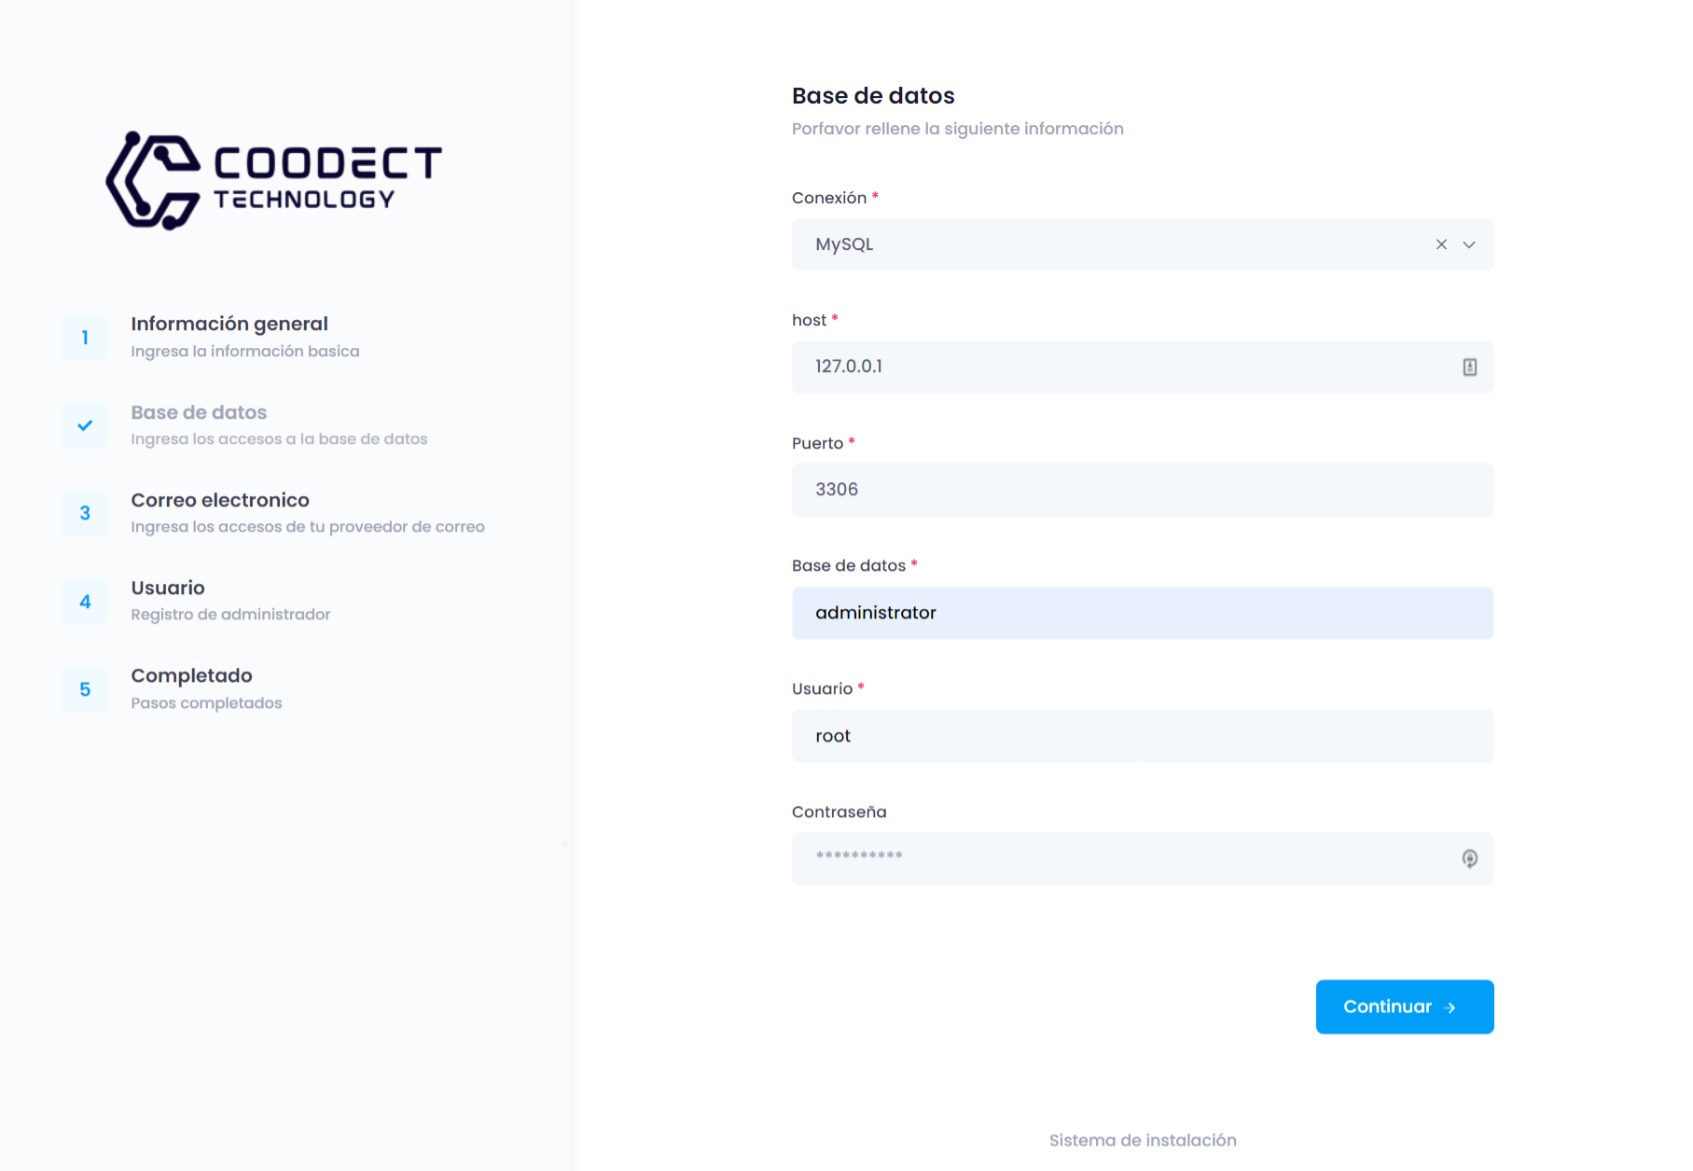 COODECT
TECHNOLOGY
1
Información general
Ingresa la información basica
Base de datos
Ingresa los accesos a la base de datos
3
Correo electronico
Ingresa los accesos de tu proveedor de correo
4
Usuario
Registro de administrador
5
Completado
Pasos completados
Base de datos
Porfavor rellene la siguiente información
Conexión *
MySQL
host *
127.0.0.1
Puerto *
3306
Base de datos *
administrator
Usuario *
root
Contraseña
**********
Continuar →
Sistema de instalación